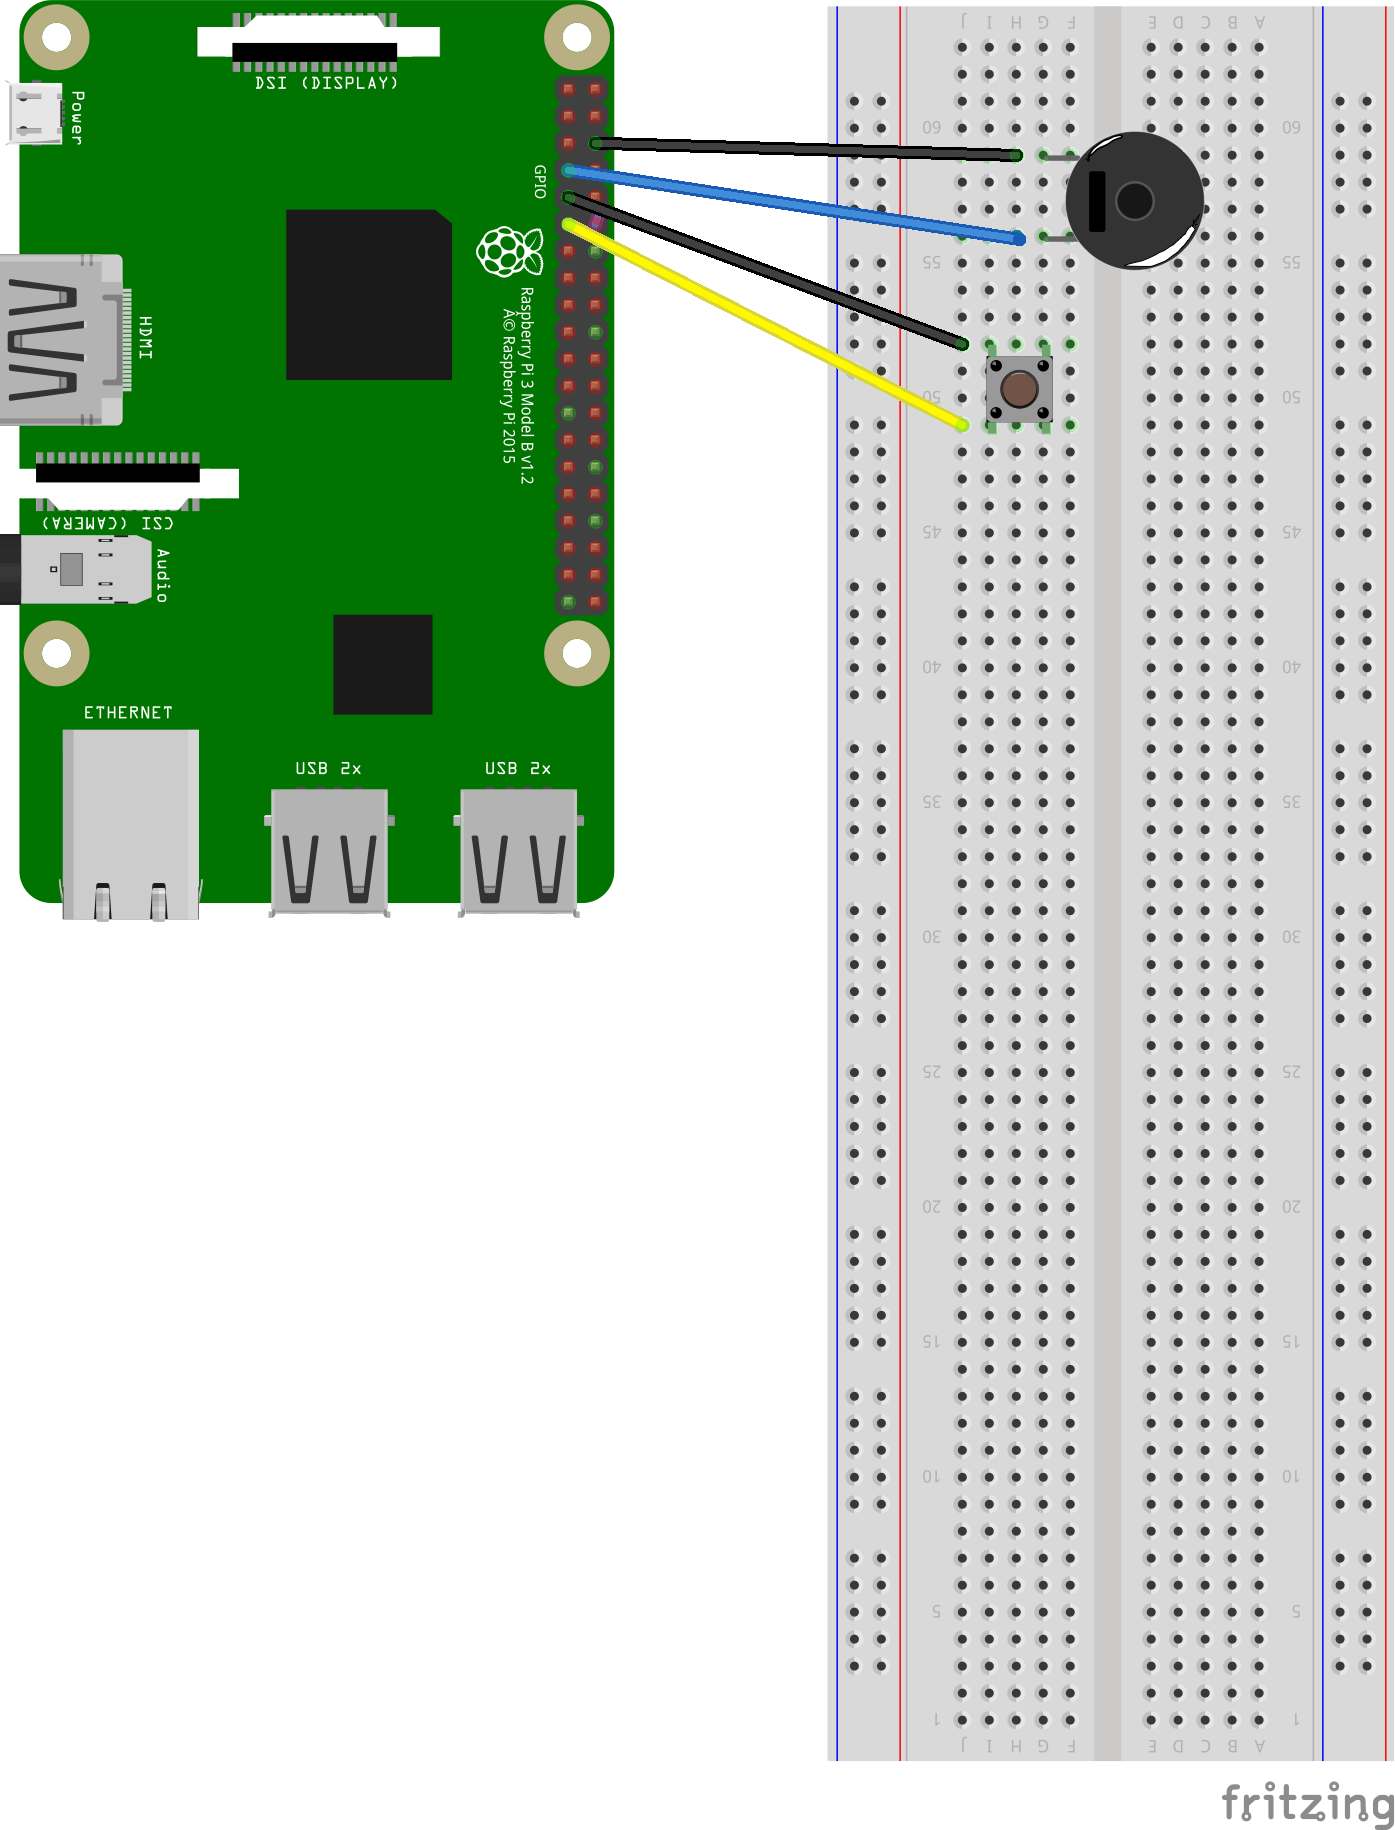 DSI (DISPLAY)
Power
GPIO
HDMI
Raspberry Pi 3 Model B v1.2
Â© Raspberry Pi 2015
CSI (CAMERA)
Audio
ETHERNET
USB 2x
USB 2x
J I H G F E D C B A
60 60
55 55
50 50
45 45
40 40
35 35
30 30
25 25
20 20
15 15
10 10
5 5
1 1
J I H G F E D C B A
fritzing